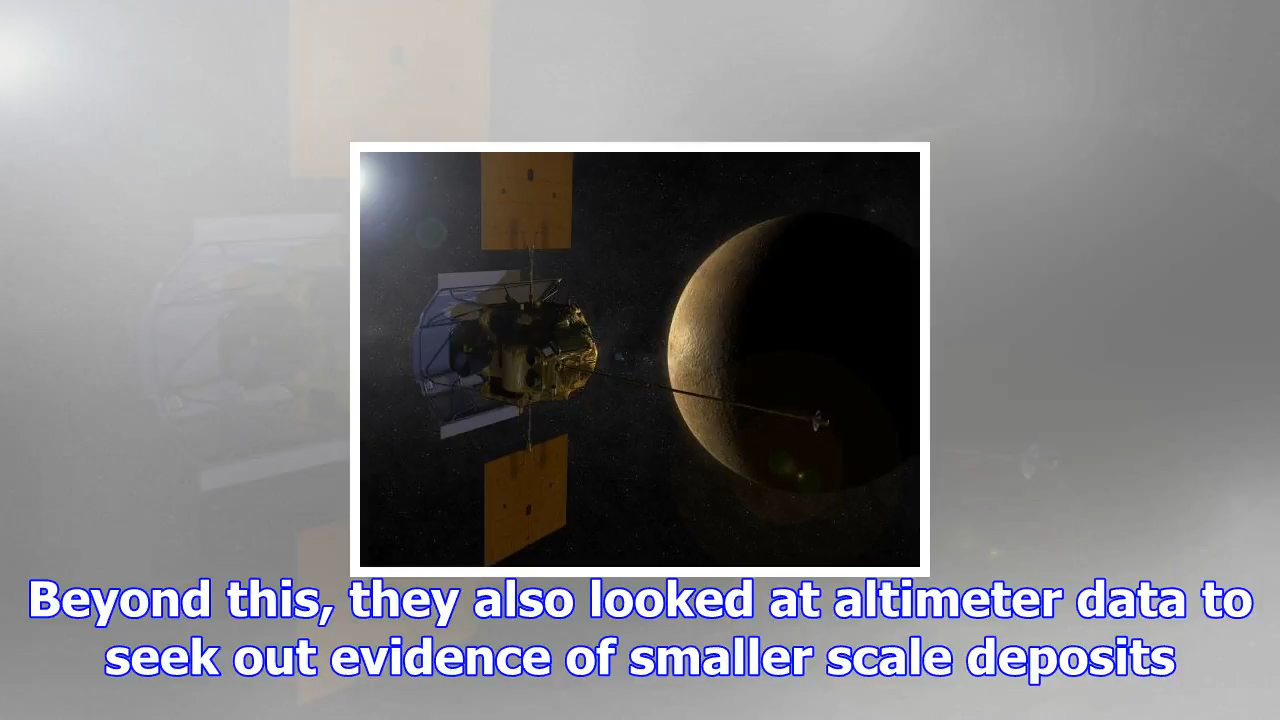 Beyond this, they also looked at altimeter data to
seek out evidence of smaller scale deposits